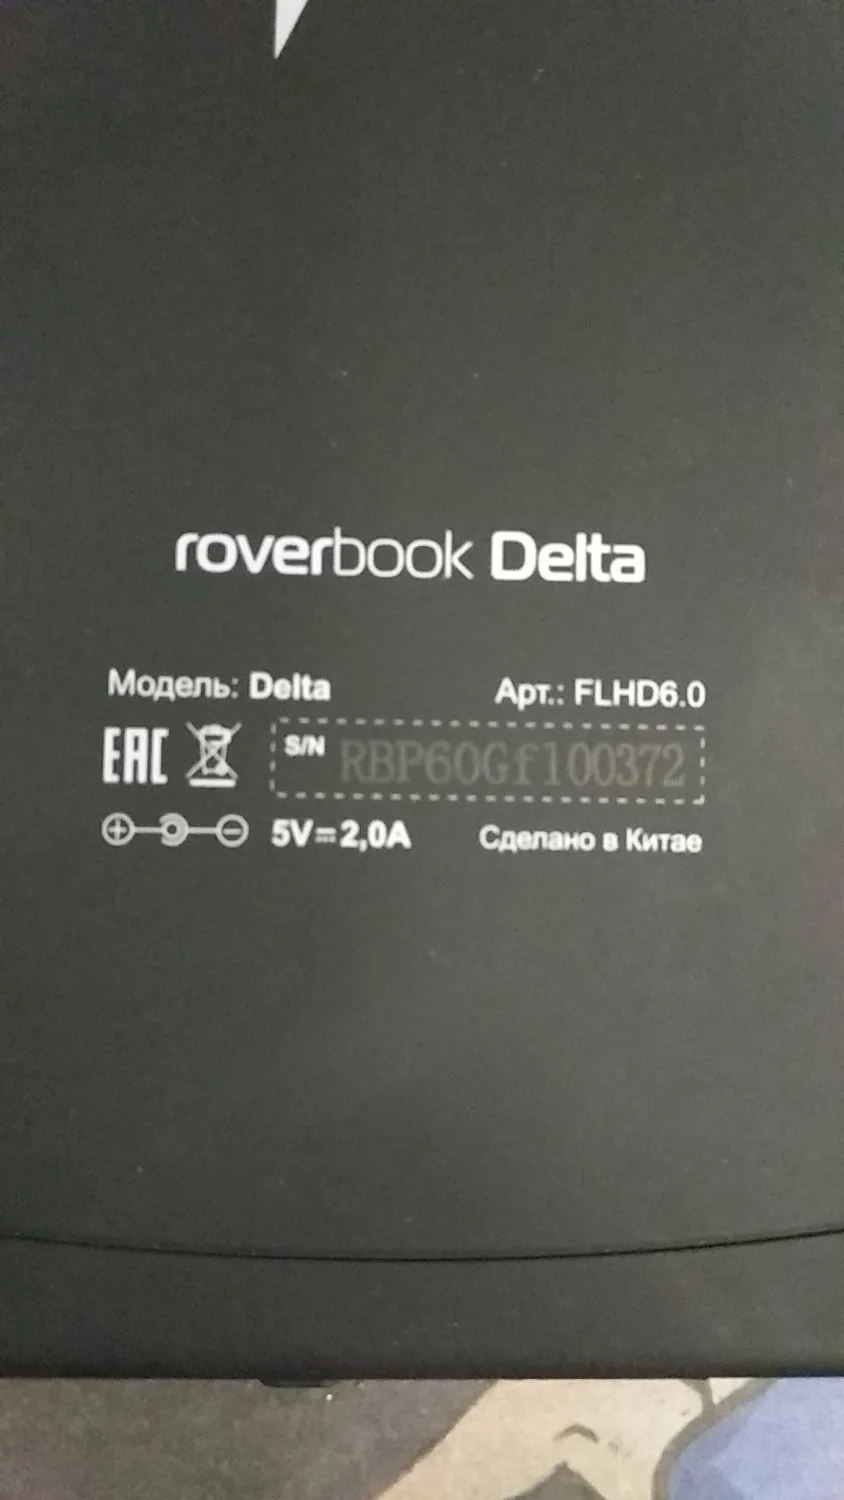 roverbook Delta
Модель: Delta Арт.: FLHD6.0
EAC S/N RBP60Gf100372
5V=2,0A Сделано в Китае